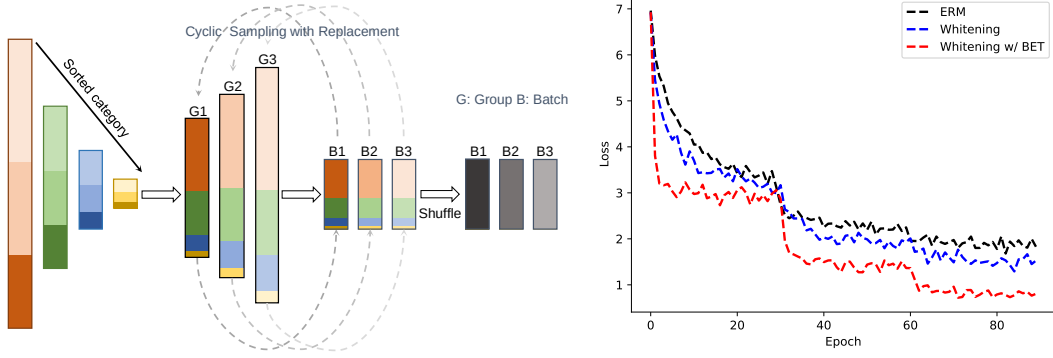 Cyclic Sampling with Replacement
Sorted category
G1
G2
G3
G: Group B: Batch
B1
B2
B3
B1
B2
B3
Shuffle
ERM
Whitening
Whitening w/ BET
7
6
5
4
3
2
1
Loss
0
20
40
60
80
Epoch